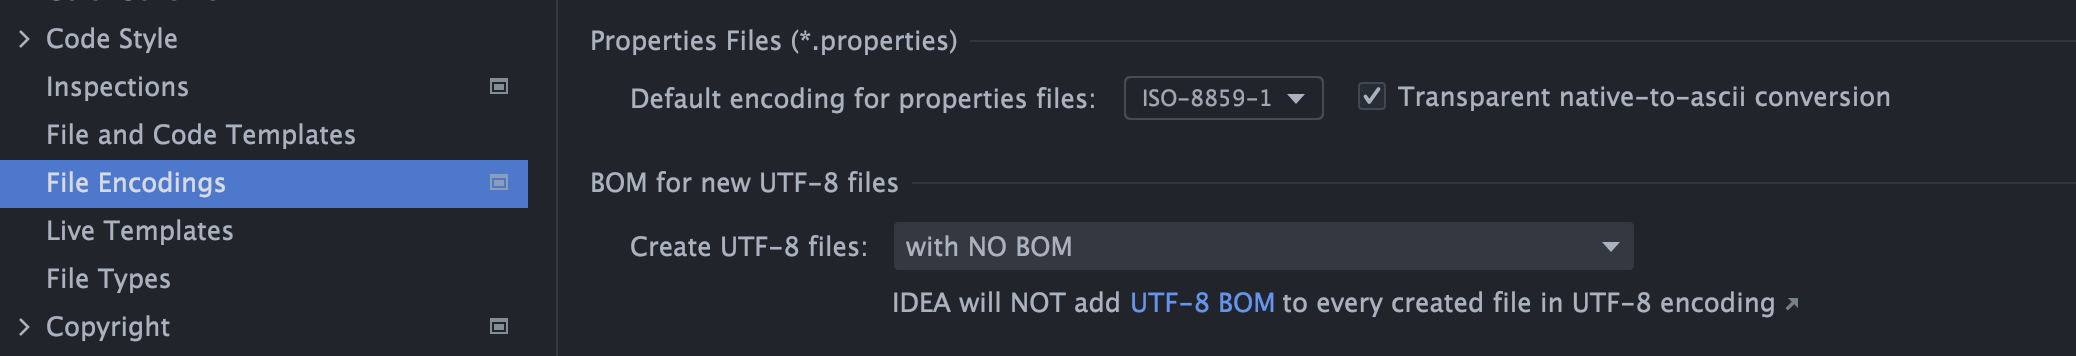 Code Style
Inspections
File and Code Templates
File Encodings
Live Templates
File Types
Copyright
Properties Files (*.properties)
Default encoding for properties files: ISO-8859-1 Transparent native-to-ascii conversion
BOM for new UTF-8 files
Create UTF-8 files: with NO BOM
IDEA will NOT add UTF-8 BOM to every created file in UTF-8 encoding ↗